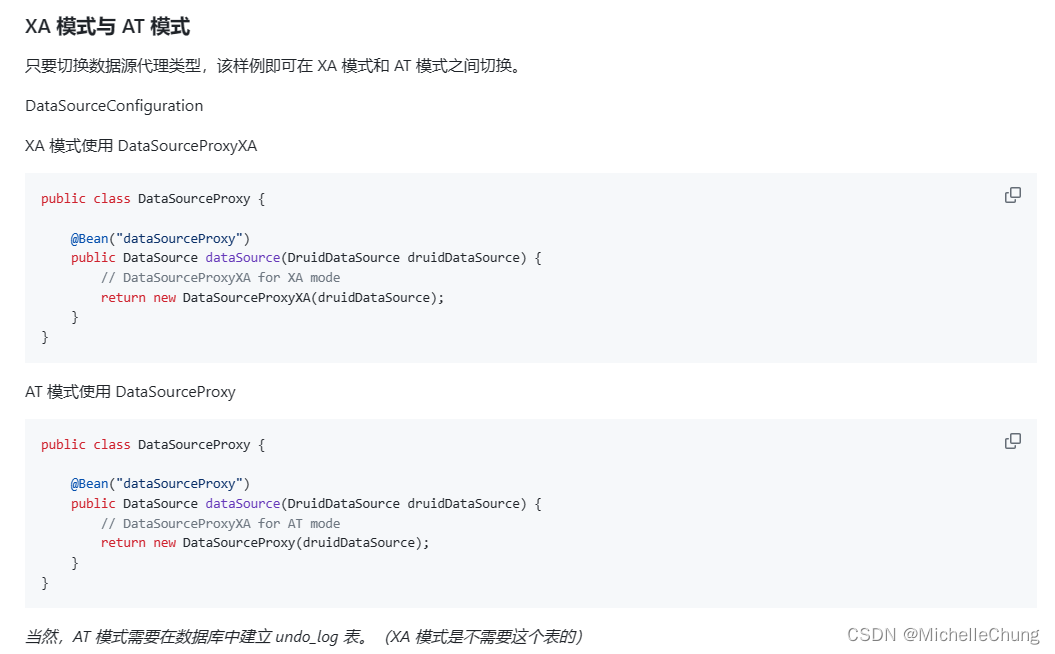 XA 模式与 AT 模式
只要切换数据源代理类型，该样例即可在 XA 模式和 AT 模式之间切换。
DataSourceConfiguration
XA 模式使用 DataSourceProxyXA
public class DataSourceProxy {
    @Bean("dataSourceProxy")
    public DataSource dataSource(DruidDataSource druidDataSource) {
        // DataSourceProxyXA for XA mode
        return new DataSourceProxyXA(druidDataSource);
    }
}
AT 模式使用 DataSourceProxy
public class DataSourceProxy {
    @Bean("dataSourceProxy")
    public DataSource dataSource(DruidDataSource druidDataSource) {
        // DataSourceProxyXA for AT mode
        return new DataSourceProxy(druidDataSource);
    }
}
当然，AT 模式需要在数据库中建立 undo_log 表。（XA 模式是不需要这个表的）
CSDN @MichelleChung